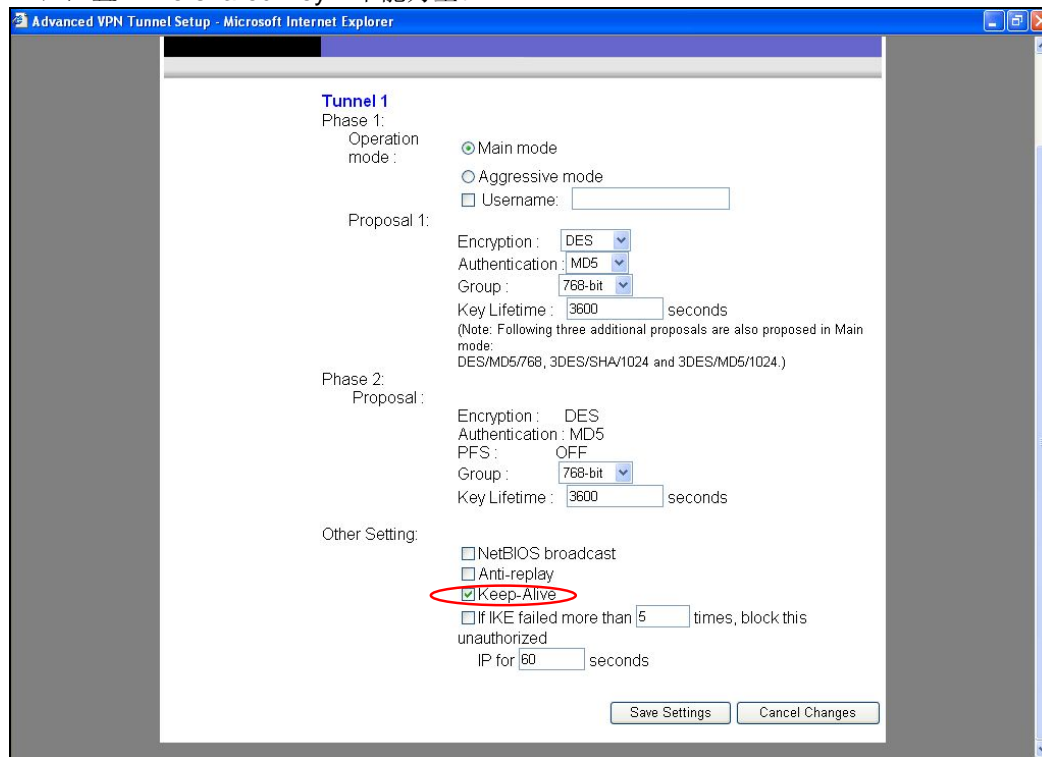 Advanced VPN Tunnel Setup - Microsoft Internet Explorer
Tunnel 1
Phase 1:
Operation
mode :
Main mode
Aggressive mode
Username:
Proposal 1:
Encryption : DES
Authentication : MD5
Group : 768-bit
Key Lifetime : 3600 seconds
(Note: Following three additional proposals are also proposed in Main
mode:
DES/MD5/768, 3DES/SHA/1024 and 3DES/MD5/1024.)
Phase 2:
Proposal :
Encryption : DES
Authentication : MD5
PFS : OFF
Group : 768-bit
Key Lifetime : 3600 seconds
Other Setting:
NetBIOS broadcast
Anti-replay
Keep-Alive
If IKE failed more than 5 times, block this
unauthorized
IP for 60 seconds
Save Settings Cancel Changes